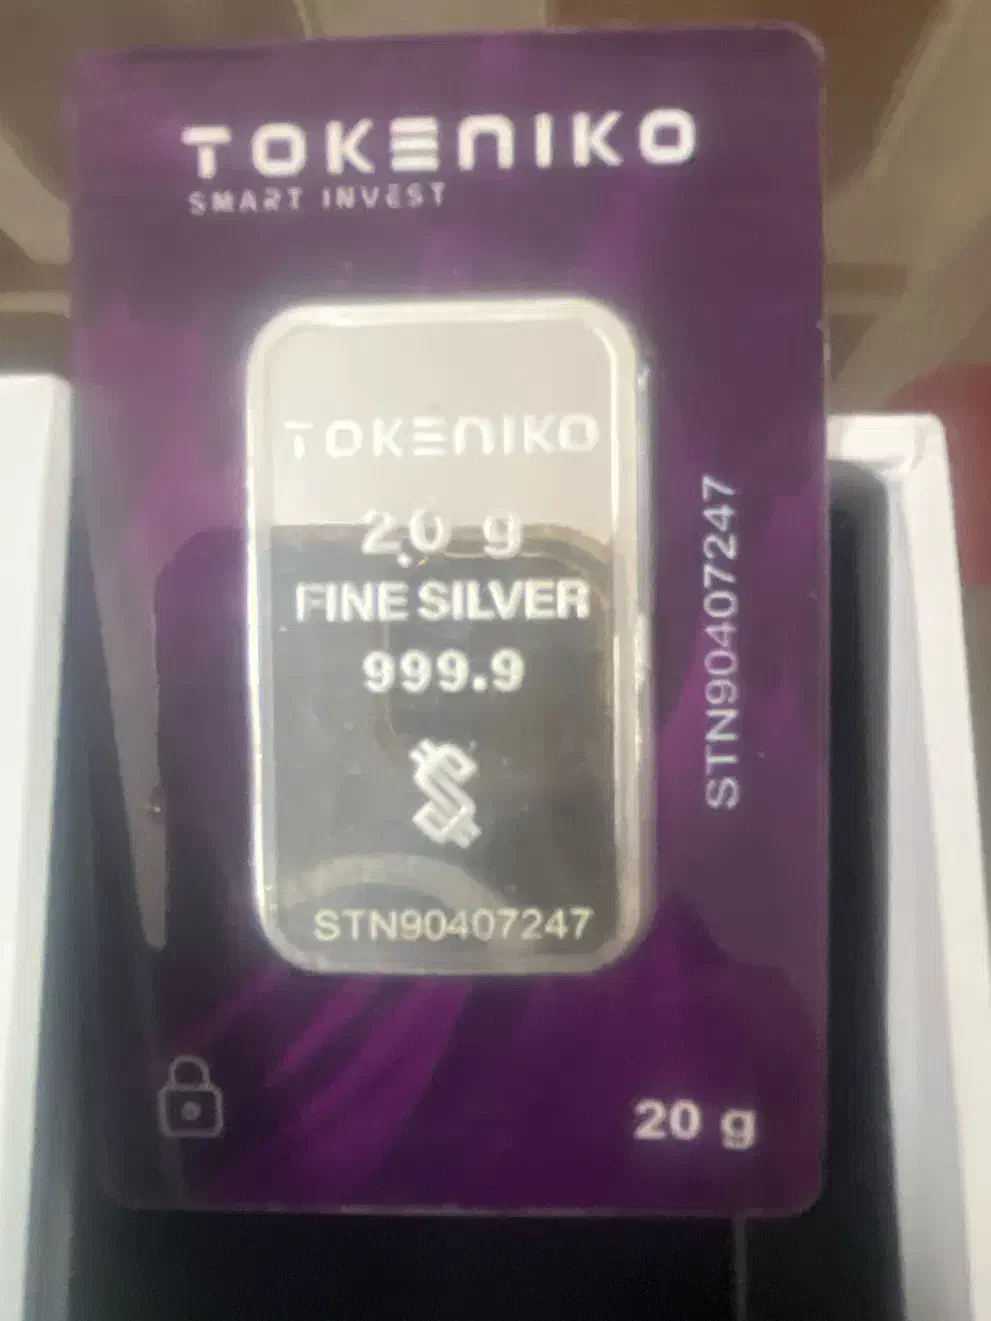 TOKENIKO
SMART INVEST
TOKENIKO
20 g
FINE SILVER
999.9
STN90407247
STN90407247
20 g